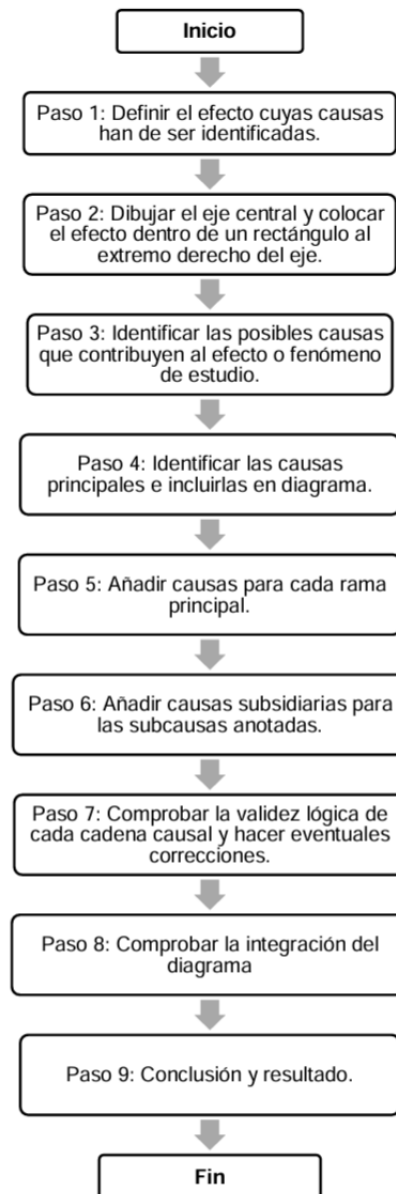 Inicio
Paso 1: Definir el efecto cuyas causas
han de ser identificadas.
Paso 2: Dibujar el eje central y colocar
el efecto dentro de un rectángulo al
extremo derecho del eje.
Paso 3: Identificar las posibles causas
que contribuyen al efecto o fenómeno
de estudio.
Paso 4: Identificar las causas
principales e incluirlas en diagrama.
Paso 5: Añadir causas para cada rama
principal.
Paso 6: Añadir causas subsidiarias para
las subcausas anotadas.
Paso 7: Comprobar la validez lógica de
cada cadena causal y hacer eventuales
correcciones.
Paso 8: Comprobar la integración del
diagrama
Paso 9: Conclusión y resultado.
Fin